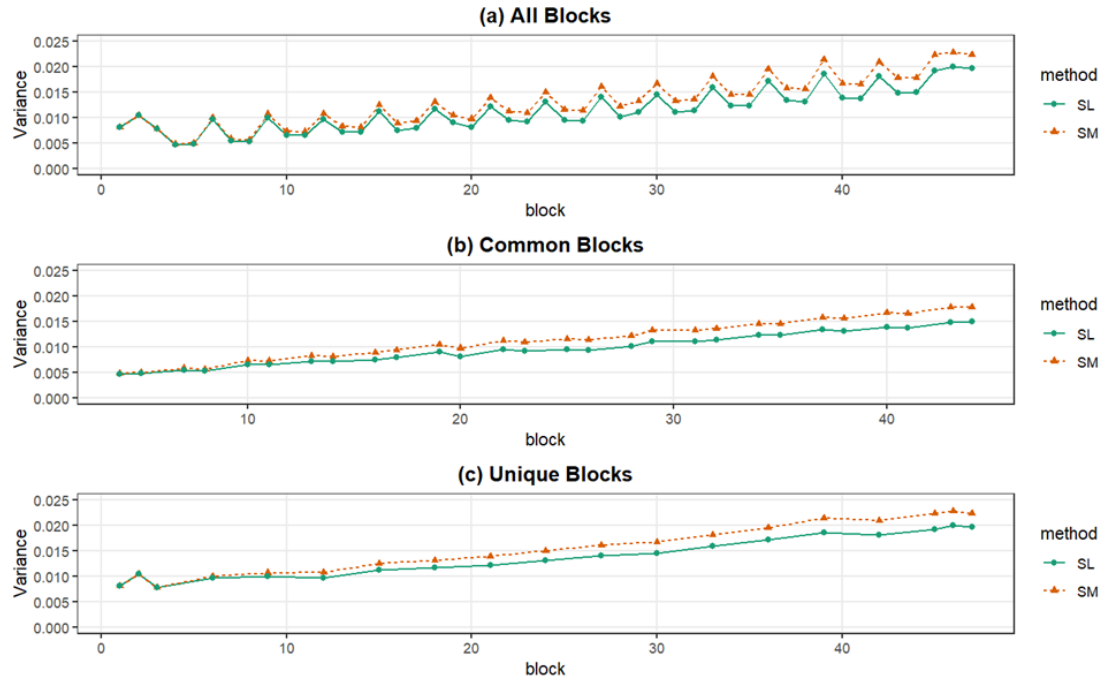 (a) All Blocks
0.025
0.020
0.015
0.010
0.005
0.000
Variance
0 10 20 30 40
block
method
SL
SM
(b) Common Blocks
0.025
0.020
0.015
0.010
0.005
0.000
Variance
10 20 30 40
block
method
SL
SM
(c) Unique Blocks
0.025
0.020
0.015
0.010
0.005
0.000
Variance
0 10 20 30 40
block
method
SL
SM